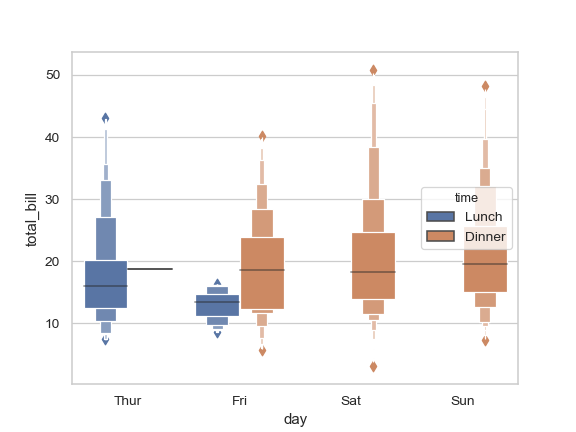 50
40
30
20
10
total_bill
time
Lunch
Dinner
Thur
Fri
Sat
Sun
day